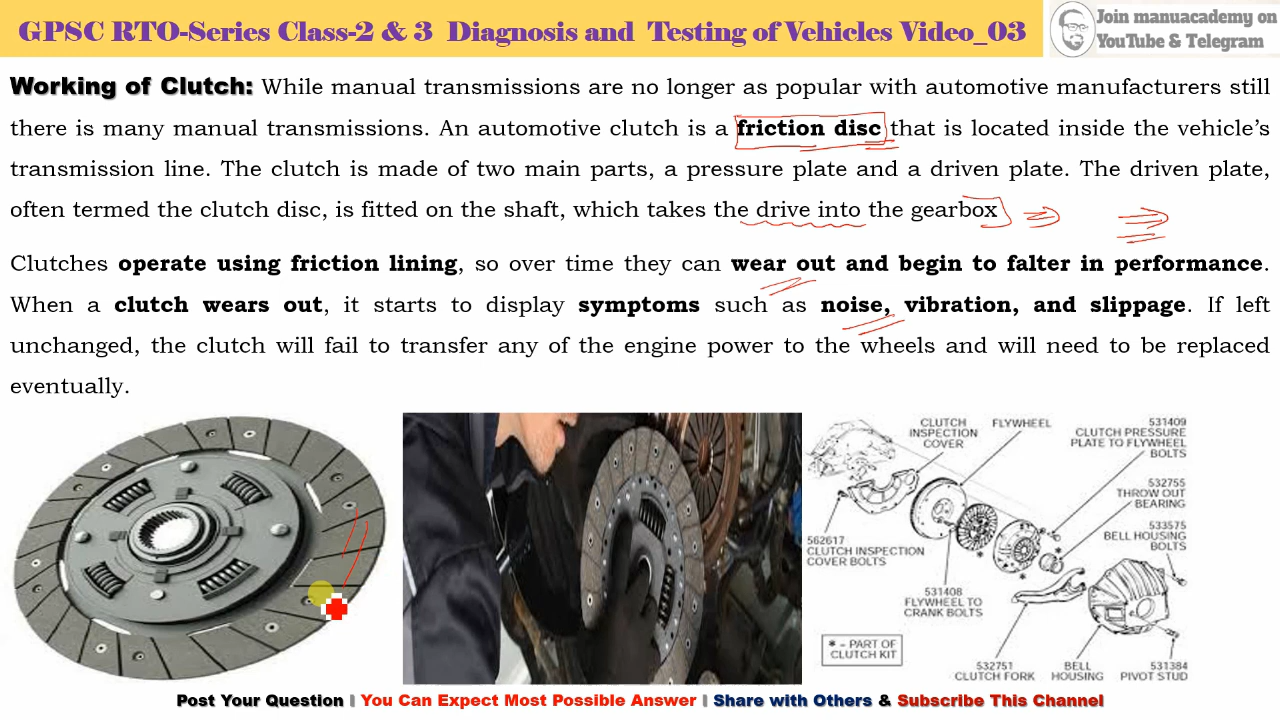 GPSC RTO-Series Class-2 & 3 Diagnosis and Testing of Vehicles Video_03
Join manuacademy on
YouTube & Telegram
Working of Clutch: While manual transmissions are no longer as popular with automotive manufacturers still
there is many manual transmissions. An automotive clutch is a friction disc that is located inside the vehicle's
transmission line. The clutch is made of two main parts, a pressure plate and a driven plate. The driven plate,
often termed the clutch disc, is fitted on the shaft, which takes the drive into the gearbox
Clutches operate using friction lining, so over time they can wear out and begin to falter in performance.
When a clutch wears out, it starts to display symptoms such as noise, vibration, and slippage. If left
unchanged, the clutch will fail to transfer any of the engine power to the wheels and will need to be replaced
eventually.
CLUTCH
INSPECTION
COVER
FLYWHEEL
531409
CLUTCH PRESSURE
PLATE TO FLYWHEEL
BOLTS
532755
THROW OUT
BEARING
533575
BELL HOUSING
BOLTS
562617
CLUTCH INSPECTION
COVER BOLTS
531408
FLYWHEEL TO
CRANK BOLTS
* - PART OF
CLUTCH KIT
532751
CLUTCH FORK
BELL
HOUSING
531384
PIVOT STUD
Post Your Question | You Can Expect Most Possible Answer | Share with Others & Subscribe This Channel